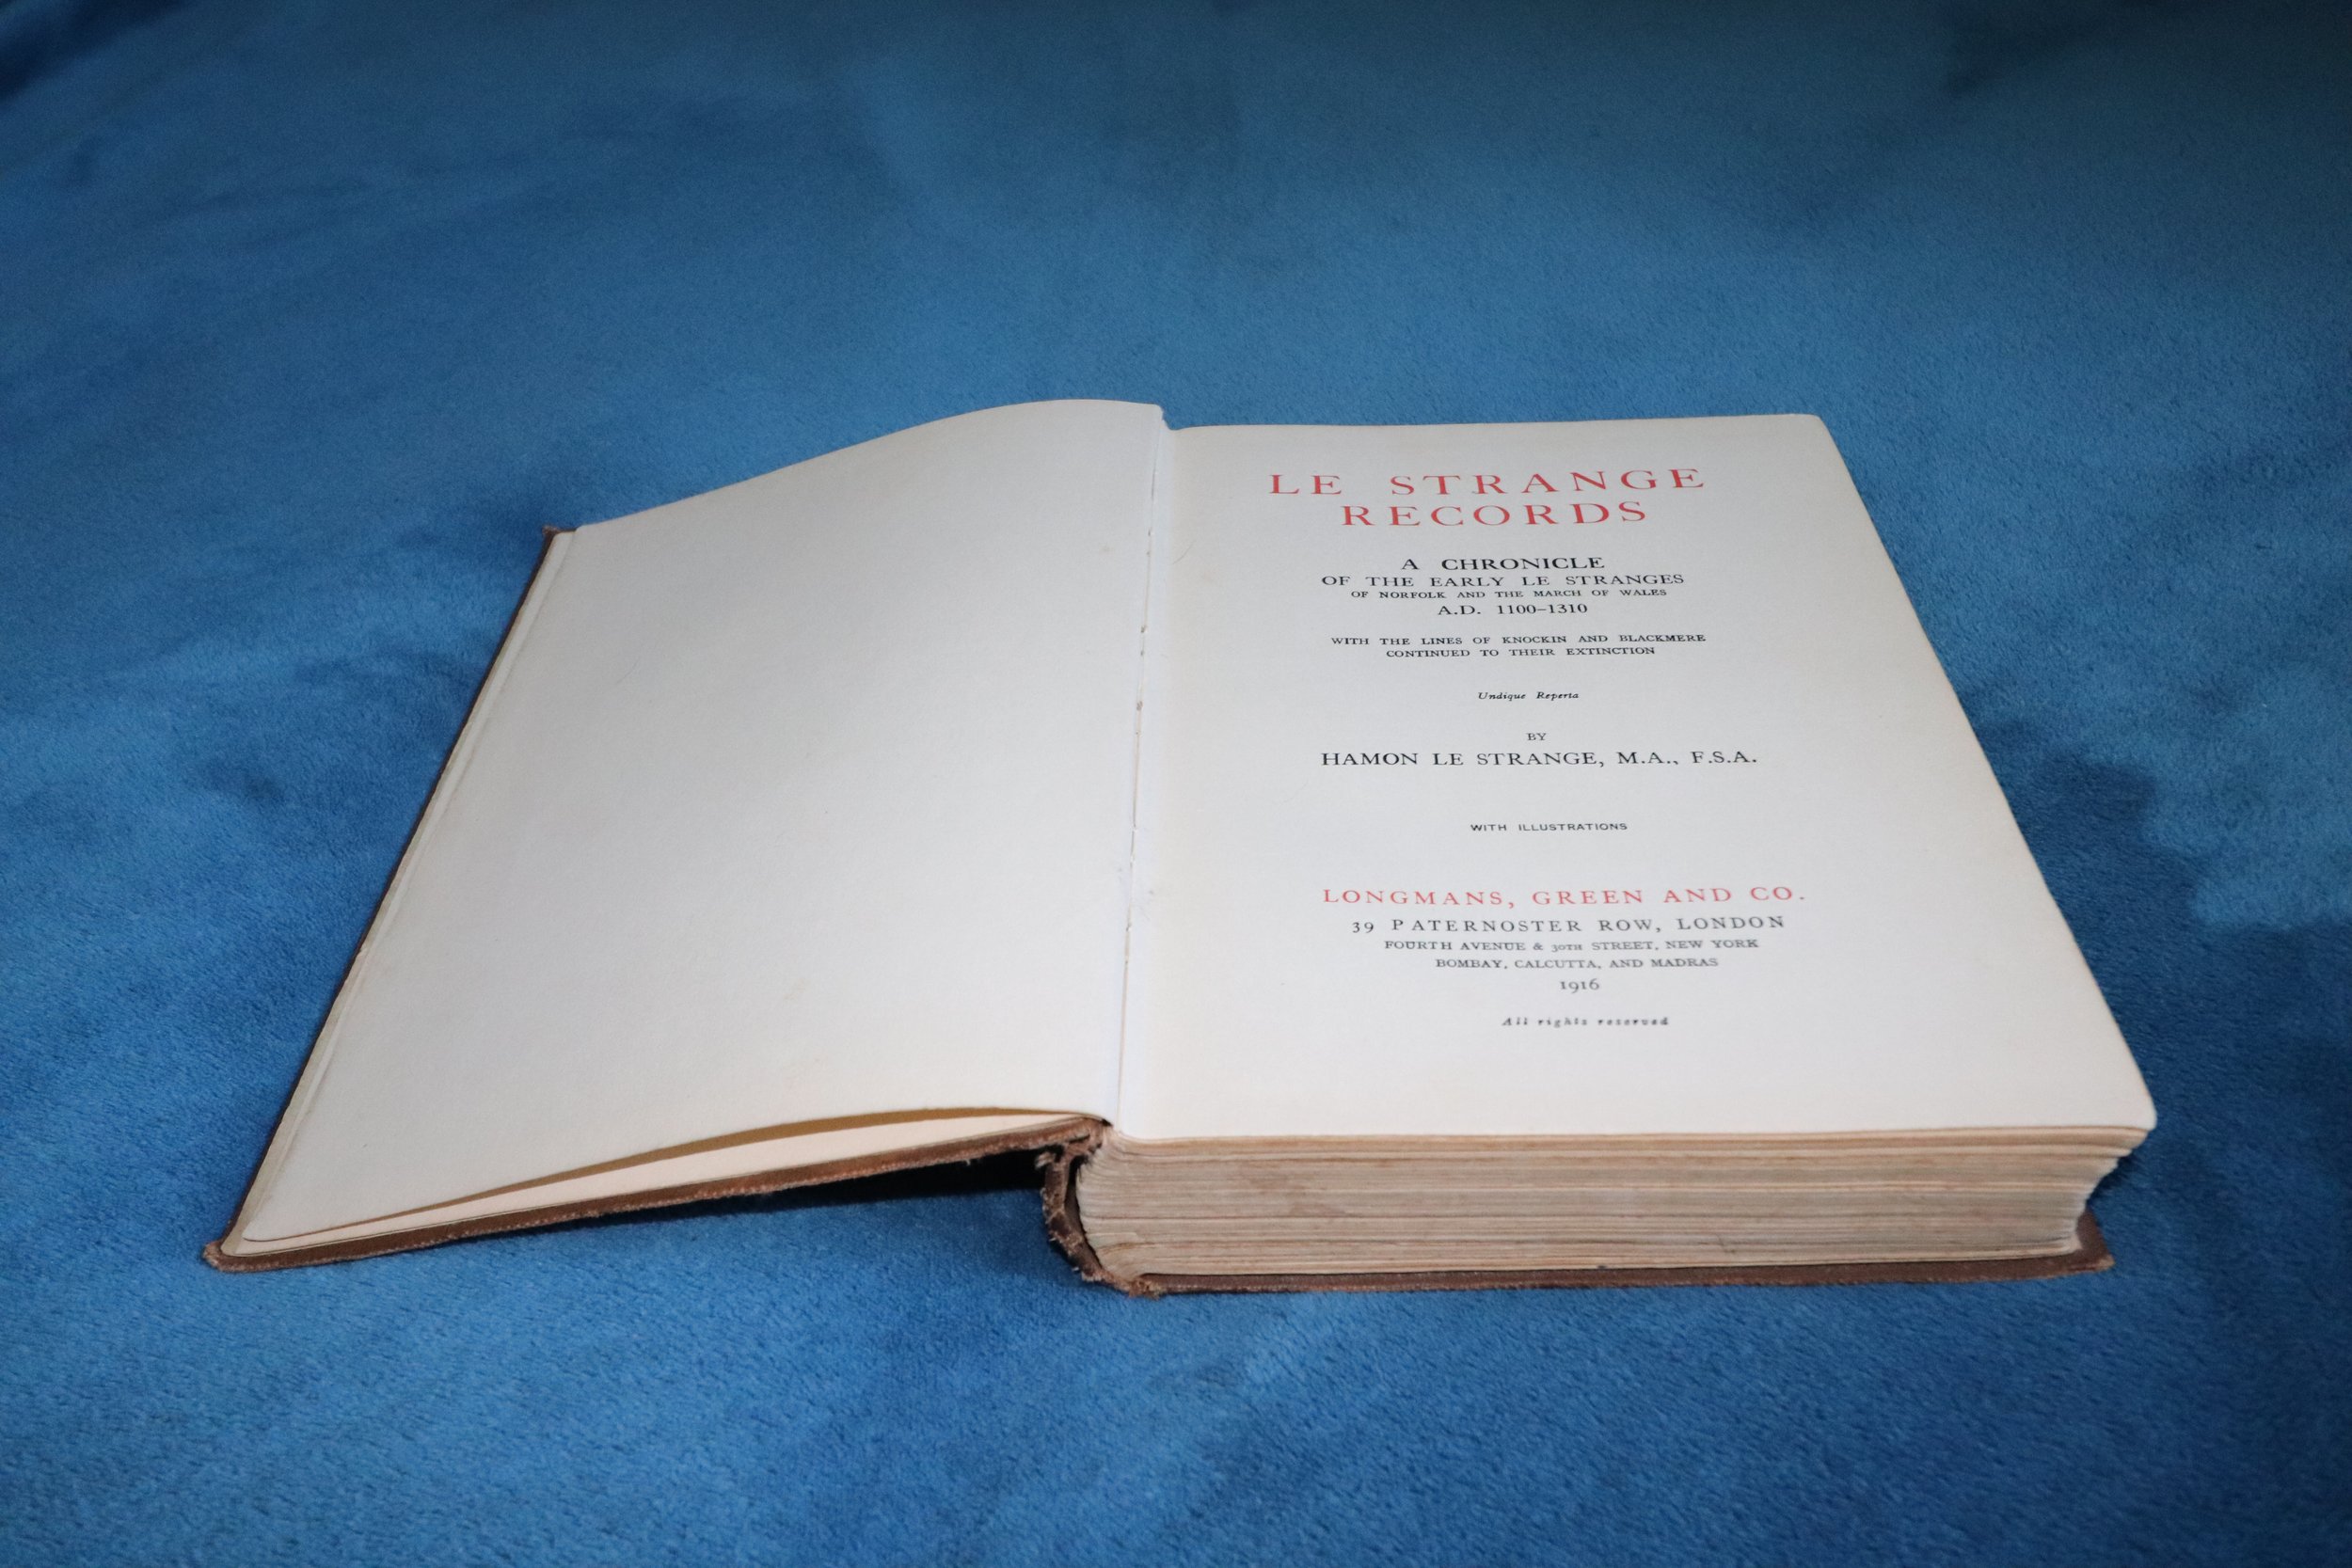 LE STRANGE
RECORDS
A CHRONICLE
OF THE EARLY LE STRANGES
OF NORFOLK AND THE MARCH OF WALES
A.D. 1100–1310
WITH THE LINES OF KNOCKIN AND BLACKMERE
CONTINUED TO THEIR EXTINCTION
Undique Reperta
BY
HAMON LE STRANGE, M.A., F.S.A.
WITH ILLUSTRATIONS
LONGMANS, GREEN AND CO.
39 PATERNOSTER ROW, LONDON
FOURTH AVENUE & 30TH STREET, NEW YORK
BOMBAY, CALCUTTA, AND MADRAS
1916
All rights reserved